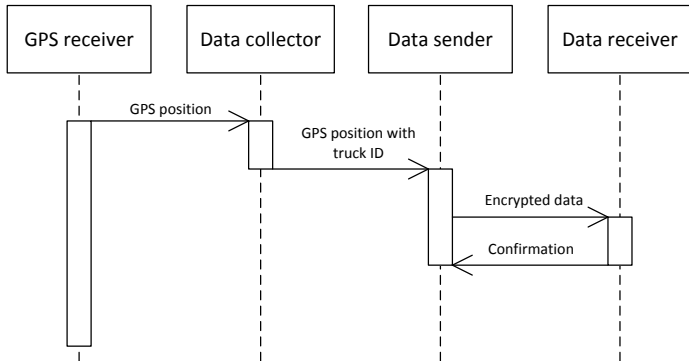 GPS receiver
Data collector
Data sender
Data receiver
GPS position
GPS position with
truck ID
Encrypted data
Confirmation